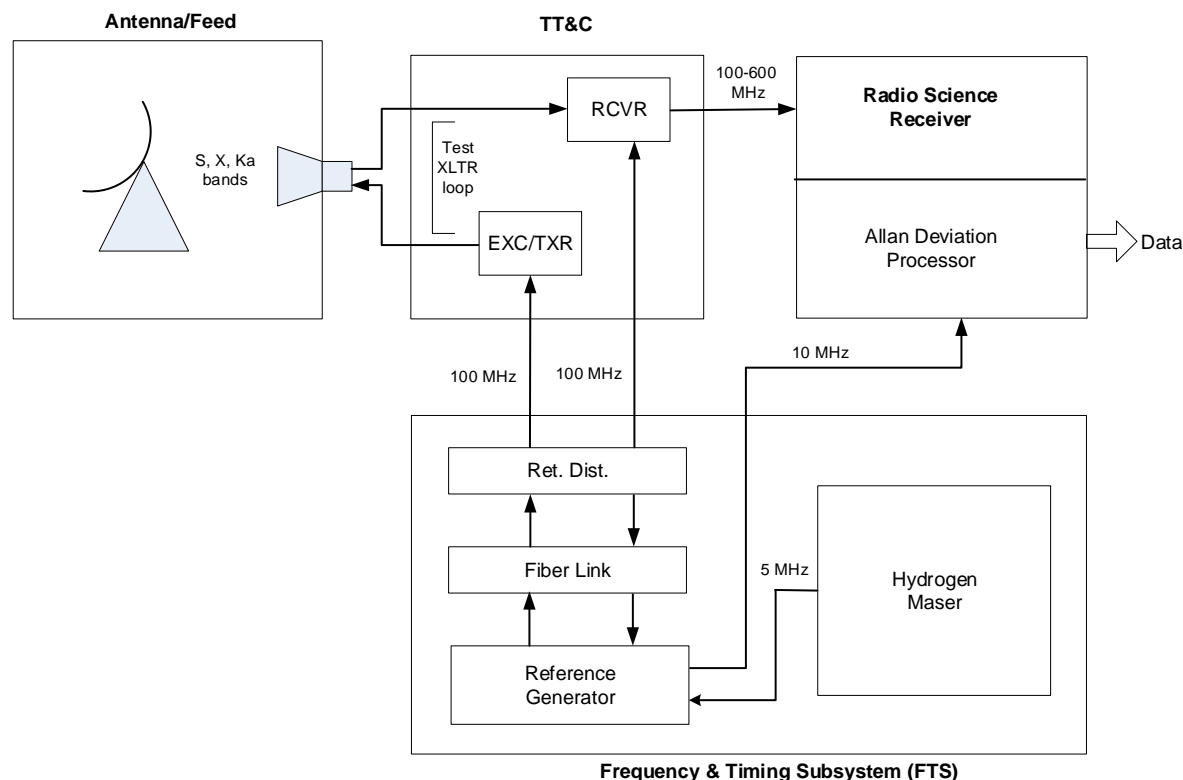 Antenna/Feed
TT&C
S, X, Ka
bands
Test
XLTR
loop
RCVR
EXC/TXR
100-600
MHz
Radio Science
Receiver
Allan Deviation
Processor
Data
100 MHz
100 MHz
10 MHz
Ret. Dist.
Fiber Link
Reference
Generator
5 MHz
Hydrogen
Maser
Frequency & Timing Subsystem (FTS)